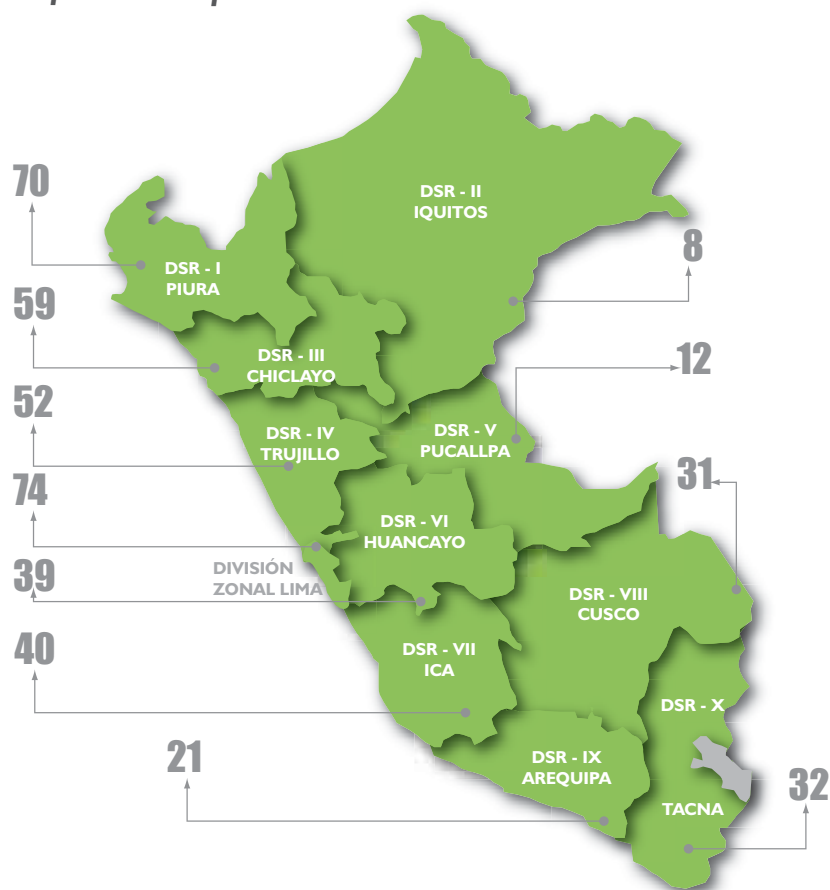 70
DSR - II
IQUITOS
8
DSR - I
PIURA
59
12
DSR - III
CHICLAYO
52
DSR - IV
TRUJILLO
DSR - V
PUCALLPA
31
74
DSR - VI
HUANCAYO
39
DIVISIÓN
ZONAL LIMA
DSR - VIII
CUSCO
40
DSR - VII
ICA
DSR - X
21
DSR - IX
AREQUIPA
32
TACNA